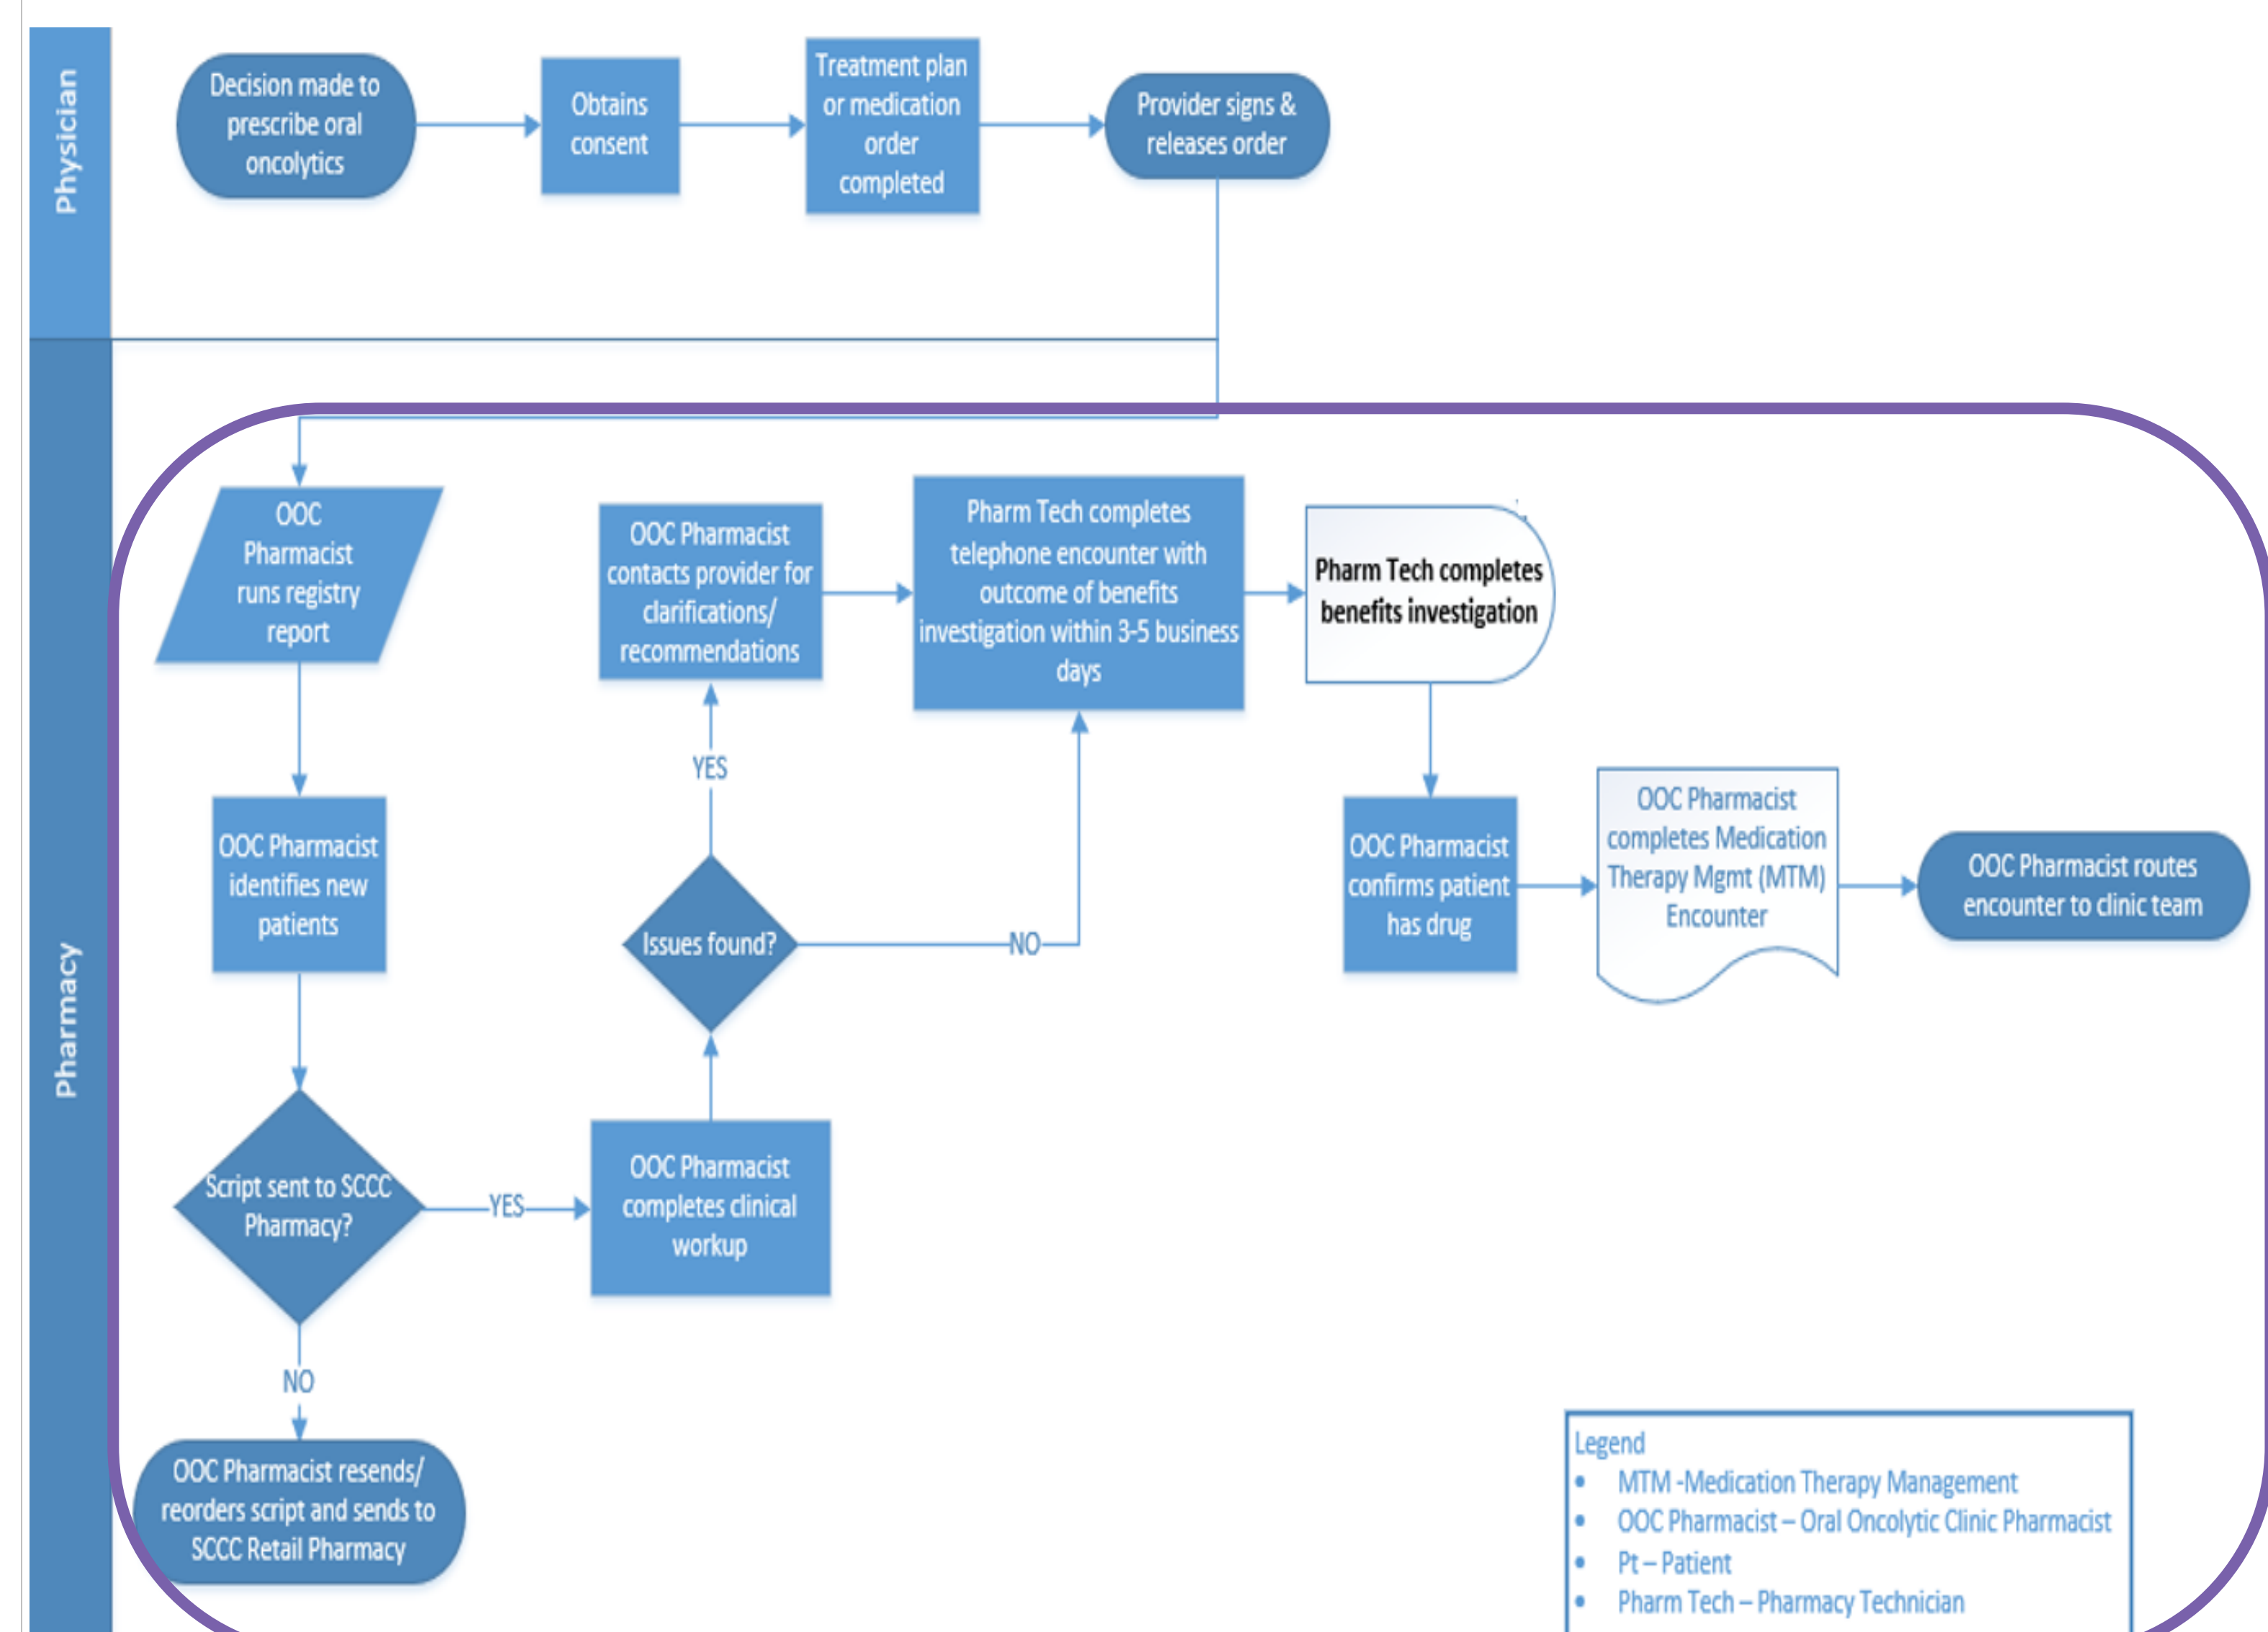 Physician
Decision made to
prescribe oral
oncolytics
Obtains
consent
Treatment plan
or medication
order
completed
Provider signs &
releases order
Pharmacy
OOC
Pharmacist
runs registry
report
OOC Pharmacist
identifies new
patients
Script sent to SCCC
Pharmacy?
NO
OOC Pharmacist resends/
reorders script and sends to
SCCC Retail Pharmacy
YES
OOC Pharmacist
completes clinical
workup
Issues found?
YES
OOC Pharmacist
contacts provider for
clarifications/
recommendations
NO
Pharm Tech completes
telephone encounter with
outcome of benefits
investigation within 3-5 business
days
Pharm Tech completes
benefits investigation
OOC Pharmacist
confirms patient
has drug
OOC Pharmacist
completes Medication
Therapy Mgmt (MTM)
Encounter
OOC Pharmacist routes
encounter to clinic team
Legend
• MTM -Medication Therapy Management
• OOC Pharmacist – Oral Oncolytic Clinic Pharmacist
• Pt – Patient
• Pharm Tech – Pharmacy Technician